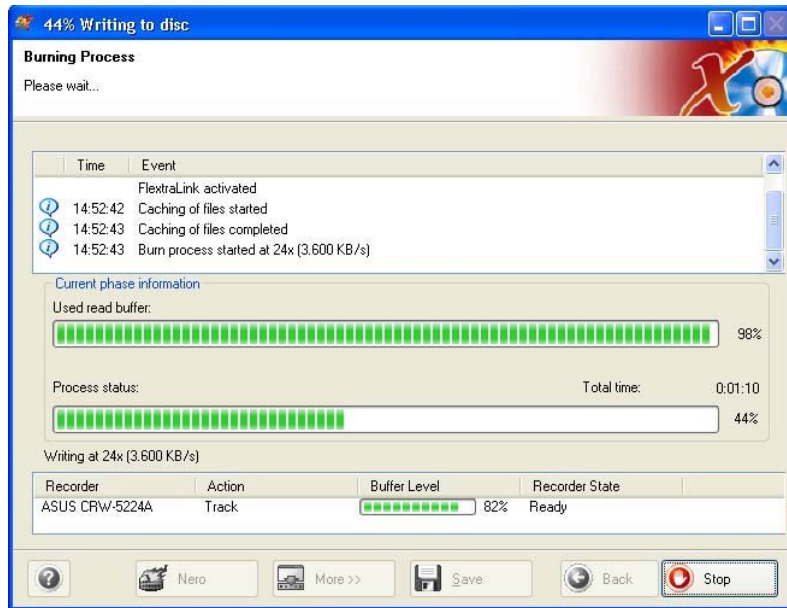 44% Writing to disc
Burning Process
Please wait...
Time Event
FlextraLink activated
14:52:42 Caching of files started
14:52:43 Caching of files completed
14:52:43 Burn process started at 24x (3.600 KB/s)
Current phase information
Used read buffer:
98%
Process status: Total time: 0:01:10
44%
Writing at 24x (3.600 KB/s)
Recorder Action Buffer Level Recorder State
ASUS CRW-5224A Track 82% Ready
Nero More >> Save Back Stop